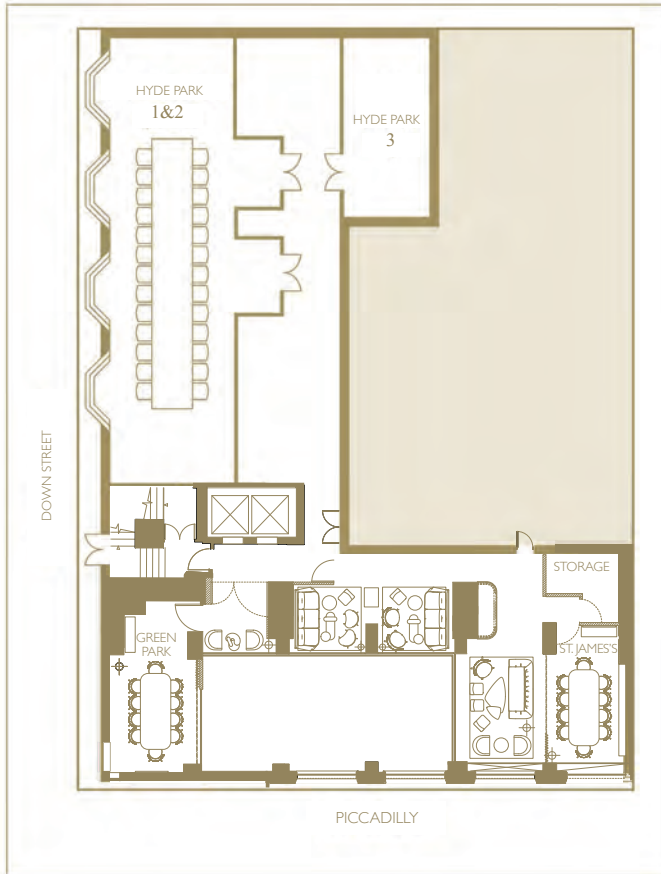 HYDE PARK
1&2
HYDE PARK
3
DOWN STREET
STORAGE
GREEN
PARK
ST. JAMES'S
PICCADILLY